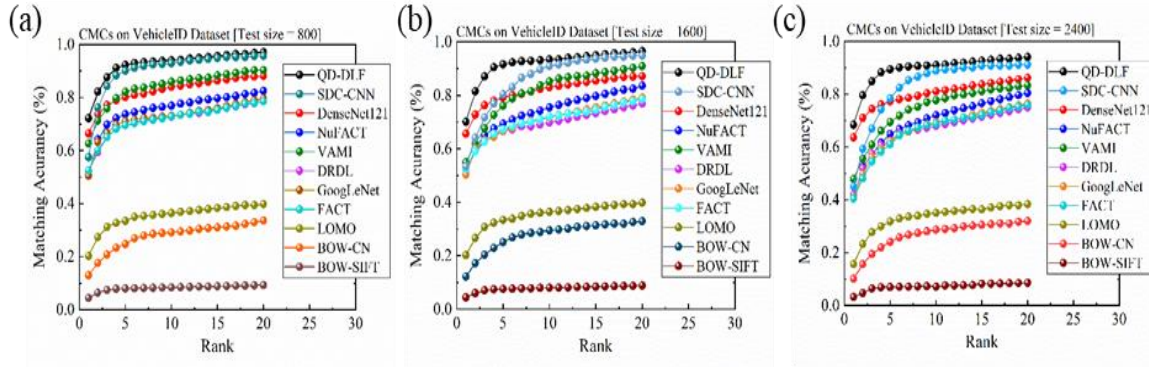 (a)
CMCs on VehicleID Dataset [Test size = 800]
Matching Acurancy (%)
1.0
0.8
0.6
0.4
0.2
0.0
0 5 10 15 20 25 30
Rank
QD-DLF
SDC-CNN
DenseNet121
NuFACT
VAMI
DRDL
GoogLeNet
FACT
LOMO
BOW-CN
BOW-SIFT
(b)
CMCs on VehicleID Dataset [Test size 1600]
Matching Acurancy (%)
1.0
0.8
0.6
0.4
0.2
0.0
0 5 10 15 20 25 30
Rank
QD-DLF
SDC-CNN
DenseNet121
NuFACT
VAMI
DRDL
GoogLeNet
FACT
LOMO
BOW-CN
BOW-SIFT
(c)
CMCs on VehicleID Dataset [Test size = 2400]
Matching Acurancy (%)
1.0
0.8
0.6
0.4
0.2
0.0
0 5 10 15 20 25 30
Rank
QD-DLF
SDC-CNN
DenseNet121
NuFACT
VAMI
DRDL
GoogLeNet
FACT
LOMO
BOW-CN
BOW-SIFT